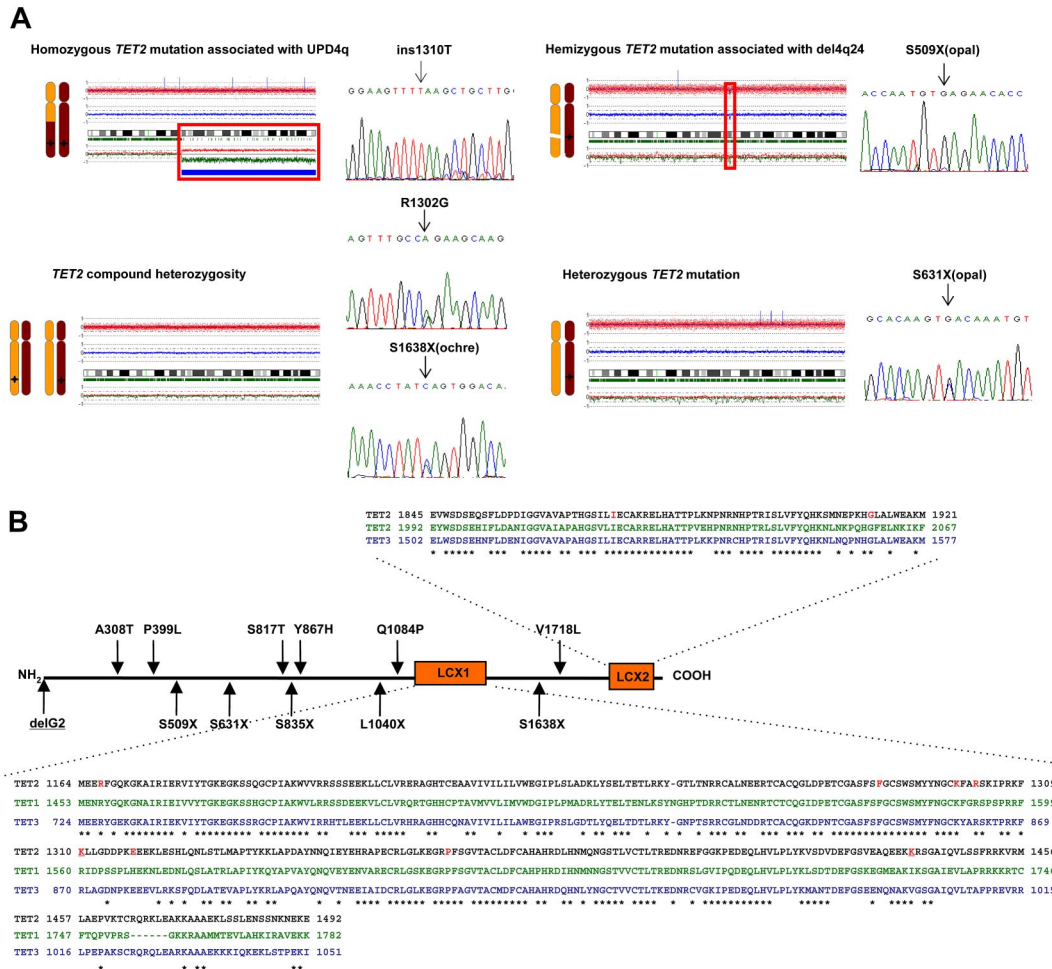 A
Homozygous TET2 mutation associated with UPD4q
ins1310T
GGAAGTTTTAAGCTGCTTG
Hemizygous TET2 mutation associated with del4q24
S509X(opal)
ACCAATGTGAGAACACC
R1302G
AGTTTGCCAGAAGCAAG
TET2 compound heterozygosity
S1638X(ochre)
AAACCTATCAGTGGACA.
Heterozygous TET2 mutation
S631X(opal)
GCACAAGTGACAAATGT
B
TET2 1845 EVWSDSEQSFLDPDIGGVAVAPTHGSILIECAKRELHATTPLKNPNRNHPTRISLVFYQHKSMNEPKHGLALWEAKM 1921
TET2 1992 EYWSDSEHIFLDANIGGVAIAPAHGSVLIECARRELHATTPVEHPNRNHPTRLSLVFYQHKNLNKPQHGFELNKIKF 2067
TET3 1502 ELWSDSEHNFLDENIGGVAVAPAHGSILIECARRELHATTPLKKPNRCHPTRISLVFYQHKNLNQPNHGLALWEAKM 1577
A308T P399L S817T Y867H Q1084P V1718L
NH2 LCX1 LCX2 COOH
delG2 S509X S631X S835X L1040X S1638X
TET2 1164 MEERFGQKGKAIRIERVIYTGKEGKSSQGCPIAKWVVRRSSSEEKLLCLVRERAGHTCEAAVIVILILVWEGIPLSLADKLYSELTETLRKY-GTLTNRRCALNEERTCACQGLDPETCGASFSFGCSWSMYYNGCKFARSKIPRKF 1309
TET1 1453 MENRYGQKGNAIRIEIVVYTGKEGKSSHGCPIAKWVLRRSSDEEKVLCLVRQRTGHHCPTAVMVVLIMVWDGIPLPMADRLYTELTENLKSYNGHPTDRRCTLNENRTCTCQGIDPETCGASFSFGCSWSMYFNGCKFGRSPSPRRF 1599
TET3 724 MEERYGEKGKAIRIEKVIYTGKEGKSSRGCPIAKWVIRRHTLEEKLLCLVRHRAGHHCQNAVIVILILAWEGIPRSLGDTLYQELTDTLRKY-GNPTSRRCGLNDDRTCACQGKDPNTCGASFSFGCSWSMYFNGCKYARSKTPRKF 869
TET2 1310 KLLGDDPKEEEKLESHLQNLSTLMAPTYKKLAPDAYNNQIEYEHRAPECRLGLKEGRPFSGVTACLDFCAHAHRDLHNMQNGSTLVCTLTREDNREFGGKPEDEQLHVLPLYKVSDVDEFGSVEAQEEKKRSGAIQVLSSFRRKVRM 1456
TET1 1560 RIDPSSPLHEKNLEDNLQSLATRLAPIYKQYAPVAYQNQVEYENVARECRLGSKEGRPFSGVTACLDFCAHPHRDIHNMNNGSTVVCTLTREDNRSLGVIPQDEQLHVLPLYKLSDTDEFGSKEGMEAKIKSGAIEVLAPRRKKRTC 1746
TET3 870 RLAGDNPKEEEVLRKSFQDLATEVAPLYKRLAPQAYQNQVTNEEIAIDCRLGLKEGRPFAGVTACMDFCAHAHRDQHNLYNGCTVVCTLTREDNRCVGKIPEDEQLHVLPLYKMANTDEFGSEENQNAKVGSGAIQVLTAFPREVRR 1015
TET2 1457 LAEPVKTCRQRKLEAKKAAAEKLSSLENSSNKNEKE 1492
TET1 1747 FTQPVPRS------GKKRAAMMTEVLAHKIRAVEKK 1782
TET3 1016 LPEPAKSCRQRQLEARKAAAEKKKIQKEKLSTPEKI 1051